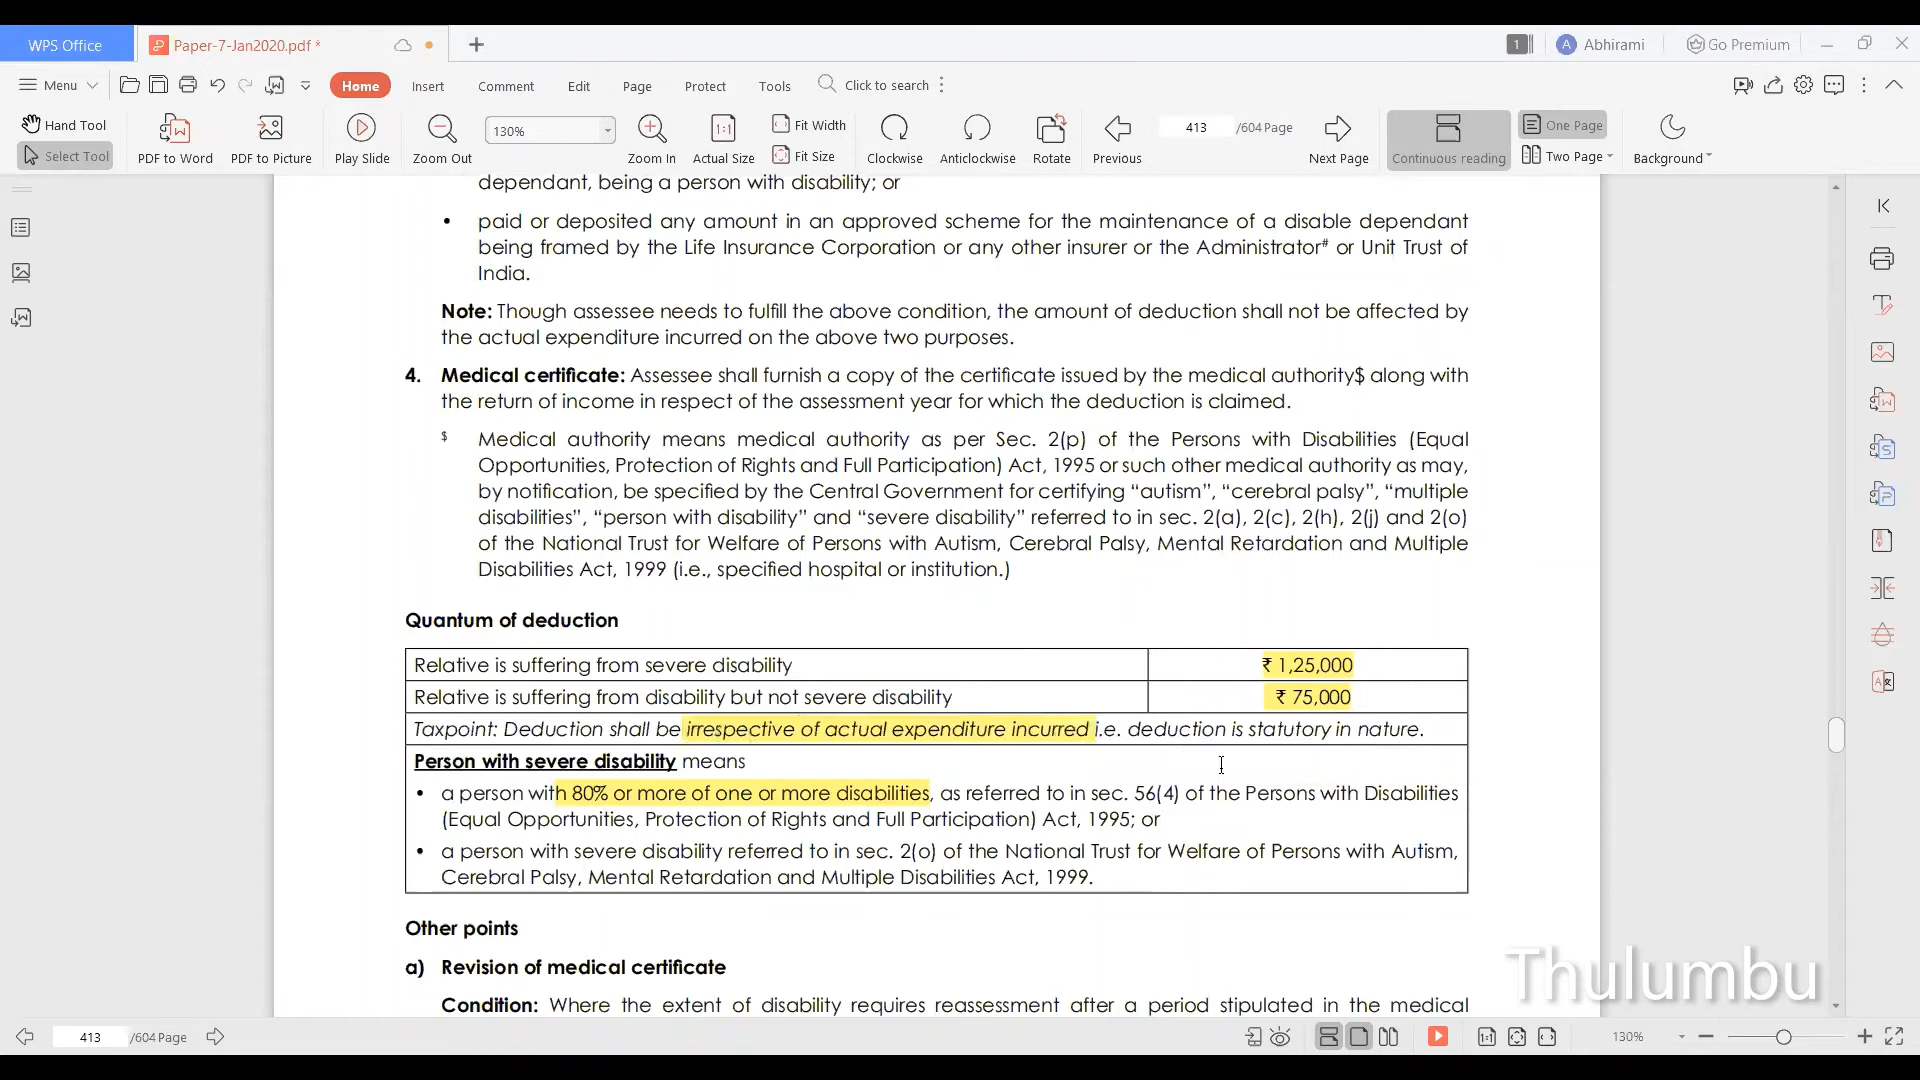 WPS Office
Paper-7-Jan2020.pdf *
1
A Abhirami
Go Premium
Menu
Home Insert Comment Edit Page Protect Tools Click to search
Hand Tool
Select Tool
PDF to Word
PDF to Picture
Play Slide
Zoom Out
130%
Zoom In
1:1
Actual Size
Fit Width
Fit Size
Clockwise
Anticlockwise
Rotate
Previous
413 /604 Page
Next Page
Continuous reading
One Page
Two Page
Background
dependant, being a person with disability; or
• paid or deposited any amount in an approved scheme for the maintenance of a disable dependant
being framed by the Life Insurance Corporation or any other insurer or the Administrator# or Unit Trust of
India.
Note: Though assessee needs to fulfill the above condition, the amount of deduction shall not be affected by
the actual expenditure incurred on the above two purposes.
4. Medical certificate: Assessee shall furnish a copy of the certificate issued by the medical authority$ along with
the return of income in respect of the assessment year for which the deduction is claimed.
$ Medical authority means medical authority as per Sec. 2(p) of the Persons with Disabilities (Equal
Opportunities, Protection of Rights and Full Participation) Act, 1995 or such other medical authority as may,
by notification, be specified by the Central Government for certifying “autism”, “cerebral palsy”, “multiple
disabilities”, “person with disability” and “severe disability” referred to in sec. 2(a), 2(c), 2(h), 2(j) and 2(o)
of the National Trust for Welfare of Persons with Autism, Cerebral Palsy, Mental Retardation and Multiple
Disabilities Act, 1999 (i.e., specified hospital or institution.)
Quantum of deduction
Relative is suffering from severe disability ₹ 1,25,000
Relative is suffering from disability but not severe disability ₹ 75,000
Taxpoint: Deduction shall be irrespective of actual expenditure incurred i.e. deduction is statutory in nature.
Person with severe disability means
• a person with 80% or more of one or more disabilities, as referred to in sec. 56(4) of the Persons with Disabilities
(Equal Opportunities, Protection of Rights and Full Participation) Act, 1995; or
• a person with severe disability referred to in sec. 2(o) of the National Trust for Welfare of Persons with Autism,
Cerebral Palsy, Mental Retardation and Multiple Disabilities Act, 1999.
Other points
a) Revision of medical certificate
Condition: Where the extent of disability requires reassessment after a period stipulated in the medical
Thulumbu
413 /604 Page
130%